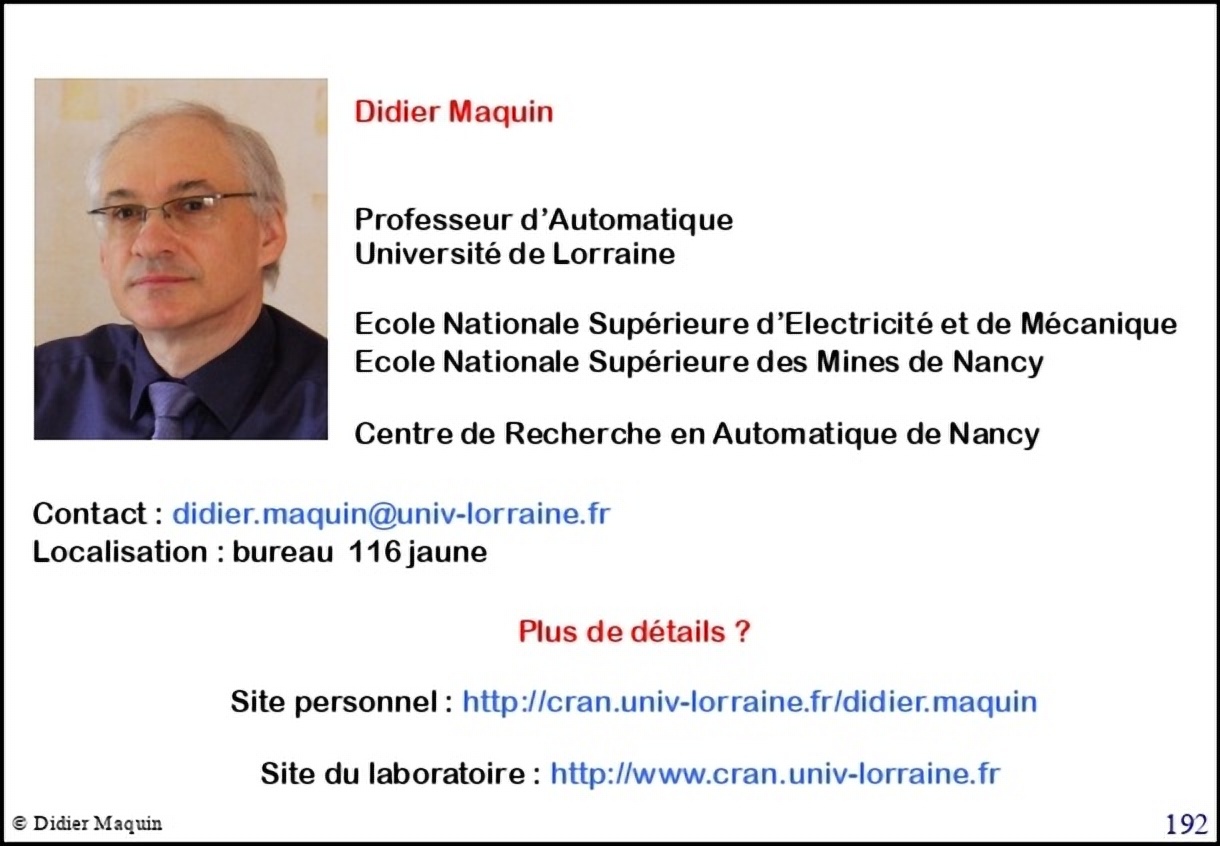 Didier Maquin
Professeur d’Automatique
Université de Lorraine
Ecole Nationale Supérieure d’Electricité et de Mécanique
Ecole Nationale Supérieure des Mines de Nancy
Centre de Recherche en Automatique de Nancy
Contact : didier.maquin@univ-lorraine.fr
Localisation : bureau 116 jaune
Plus de détails ?
Site personnel : http://cran.univ-lorraine.fr/didier.maquin
Site du laboratoire : http://www.cran.univ-lorraine.fr
© Didier Maquin
192